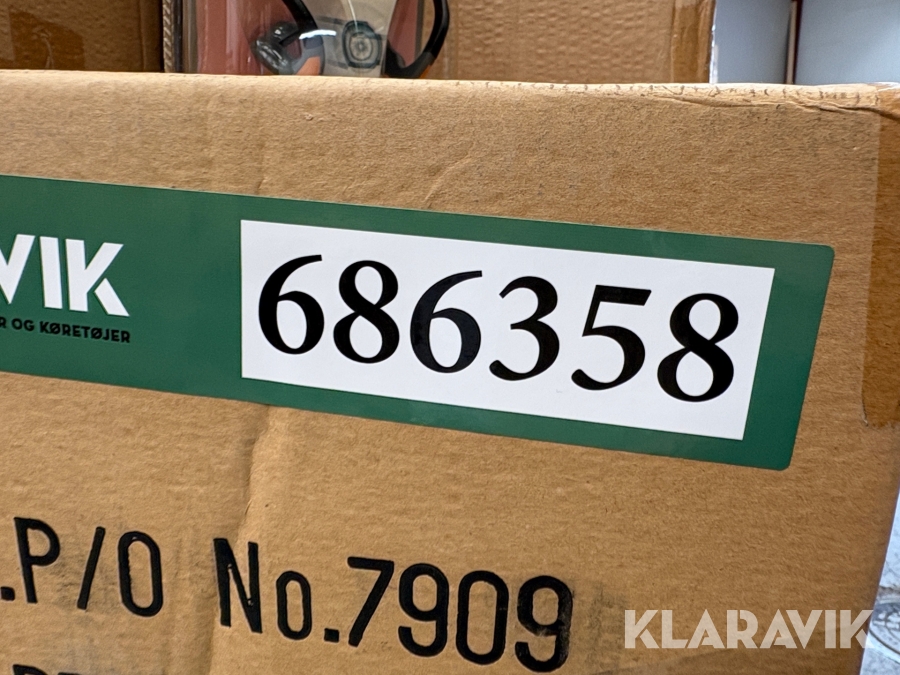 VIK
R OG KØRETØJER
686358
.P/O No.7909
KLARAVIK